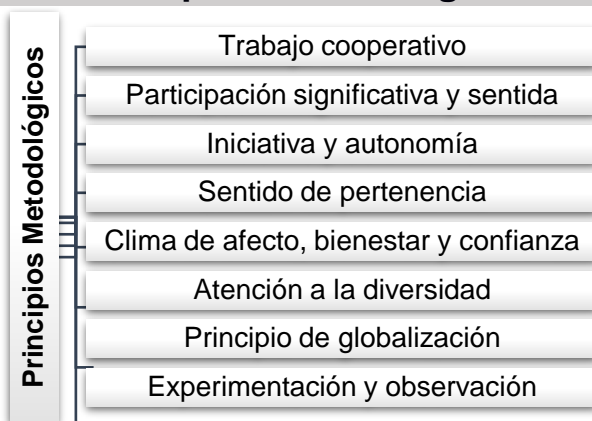 Principios Metodológicos
Trabajo cooperativo
Participación significativa y sentida
Iniciativa y autonomía
Sentido de pertenencia
Clima de afecto, bienestar y confianza
Atención a la diversidad
Principio de globalización
Experimentación y observación